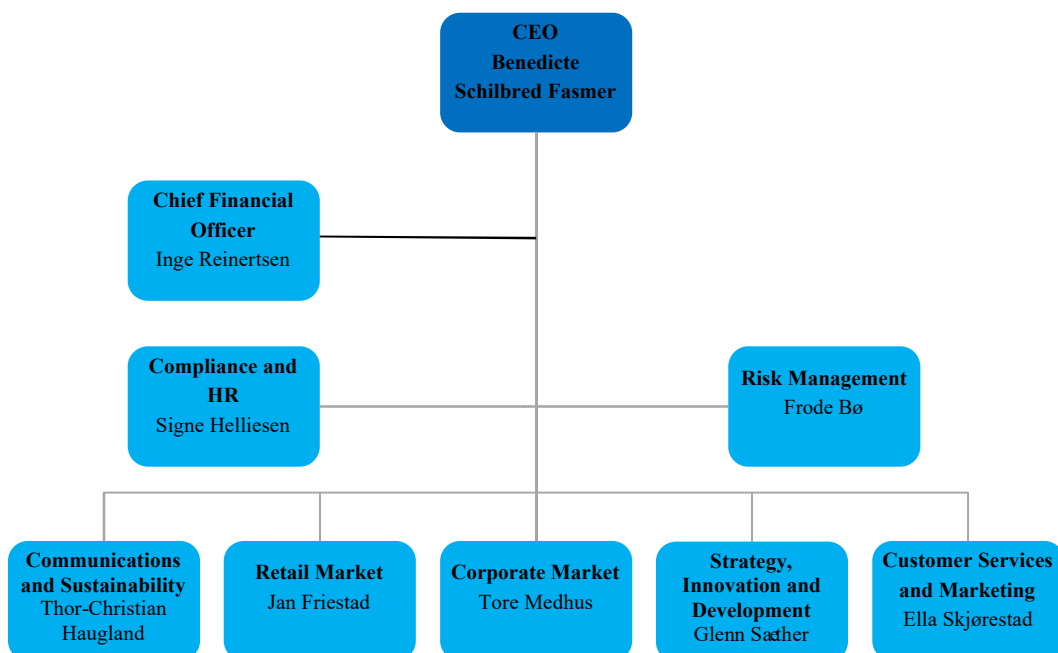 CEO
Benedicte
Schilbred Fasmer
Chief Financial
Officer
Inge Reinertsen
Compliance and
HR
Signe Helliesen
Risk Management
Frode Bø
Communications
and Sustainability
Thor-Christian
Haugland
Retail Market
Jan Friestad
Corporate Market
Tore Medhus
Strategy,
Innovation and
Development
Glenn Sæther
Customer Services
and Marketing
Ella Skjørestad